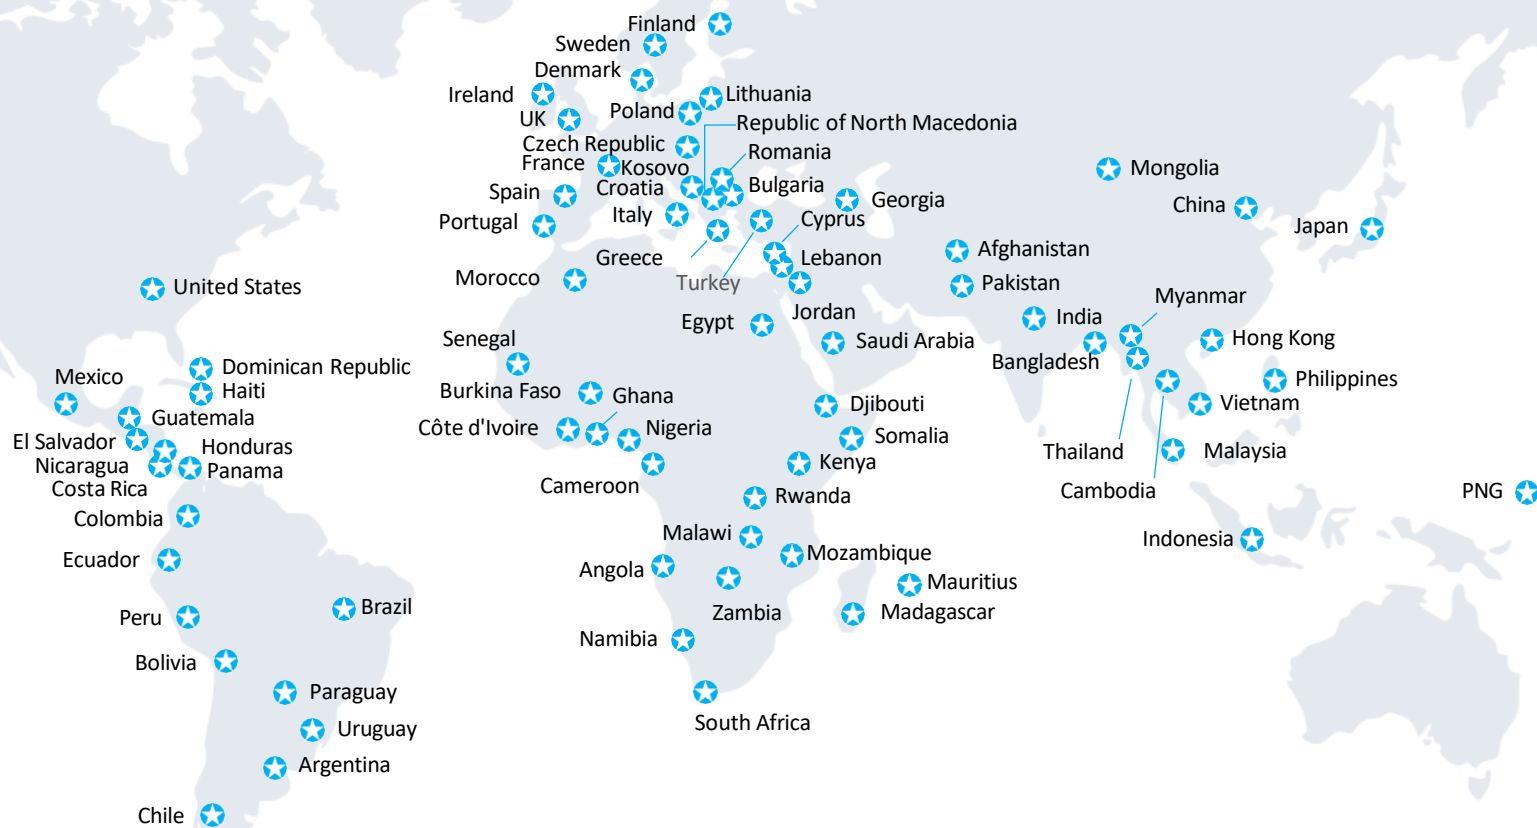 Finland
Sweden
Denmark
Ireland
Lithuania
Poland
UK
Republic of North Macedonia
Czech Republic
Romania
France
Kosovo
Mongolia
Croatia
Bulgaria
Spain
Georgia
China
Italy
Portugal
Cyprus
Japan
Greece
Lebanon
Afghanistan
Morocco
Turkey
Pakistan
United States
Myanmar
Jordan
India
Egypt
Senegal
Saudi Arabia
Hong Kong
Bangladesh
Dominican Republic
Mexico
Haiti
Burkina Faso
Ghana
Philippines
Djibouti
Vietnam
Guatemala
Côte d'Ivoire
Nigeria
Somalia
El Salvador
Honduras
Thailand
Malaysia
Nicaragua
Panama
Kenya
Costa Rica
Cameroon
Rwanda
Cambodia
PNG
Colombia
Malawi
Indonesia
Ecuador
Mozambique
Angola
Mauritius
Brazil
Zambia
Madagascar
Peru
Namibia
Bolivia
Paraguay
South Africa
Uruguay
Argentina
Chile